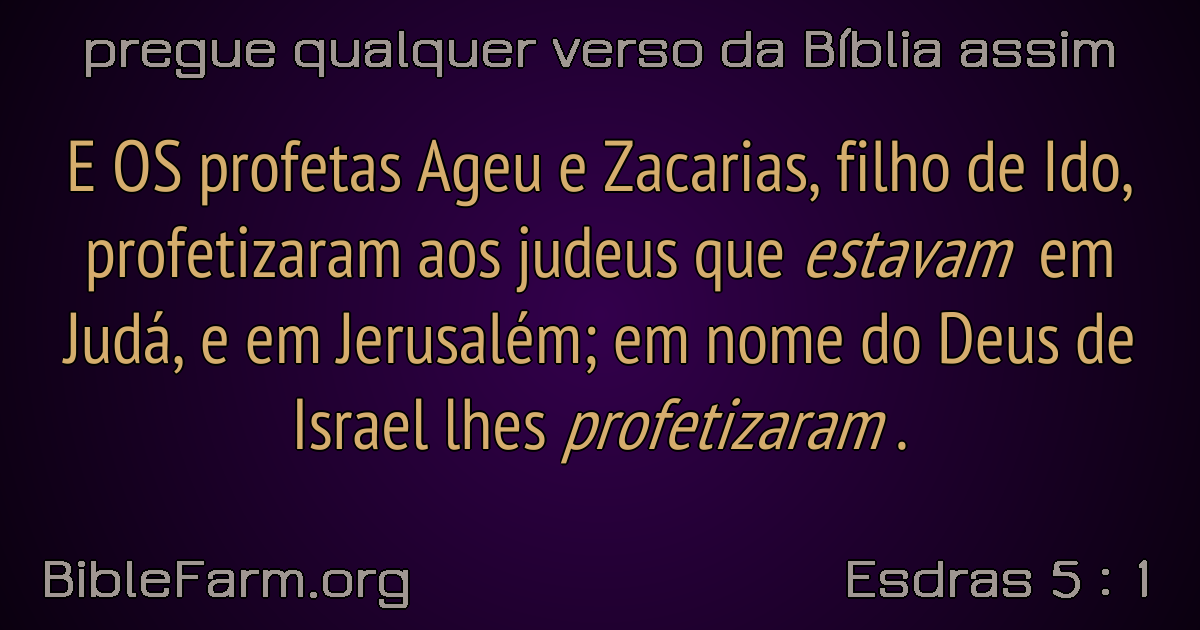 pregue qualquer verso da Bíblia assim
E OS profetas Ageu e Zacarias, filho de Ido,
profetizaram aos judeus que estavam em
Judá, e em Jerusalém; em nome do Deus de
Israel lhes profetizaram .
BibleFarm.org
Esdras 5 : 1